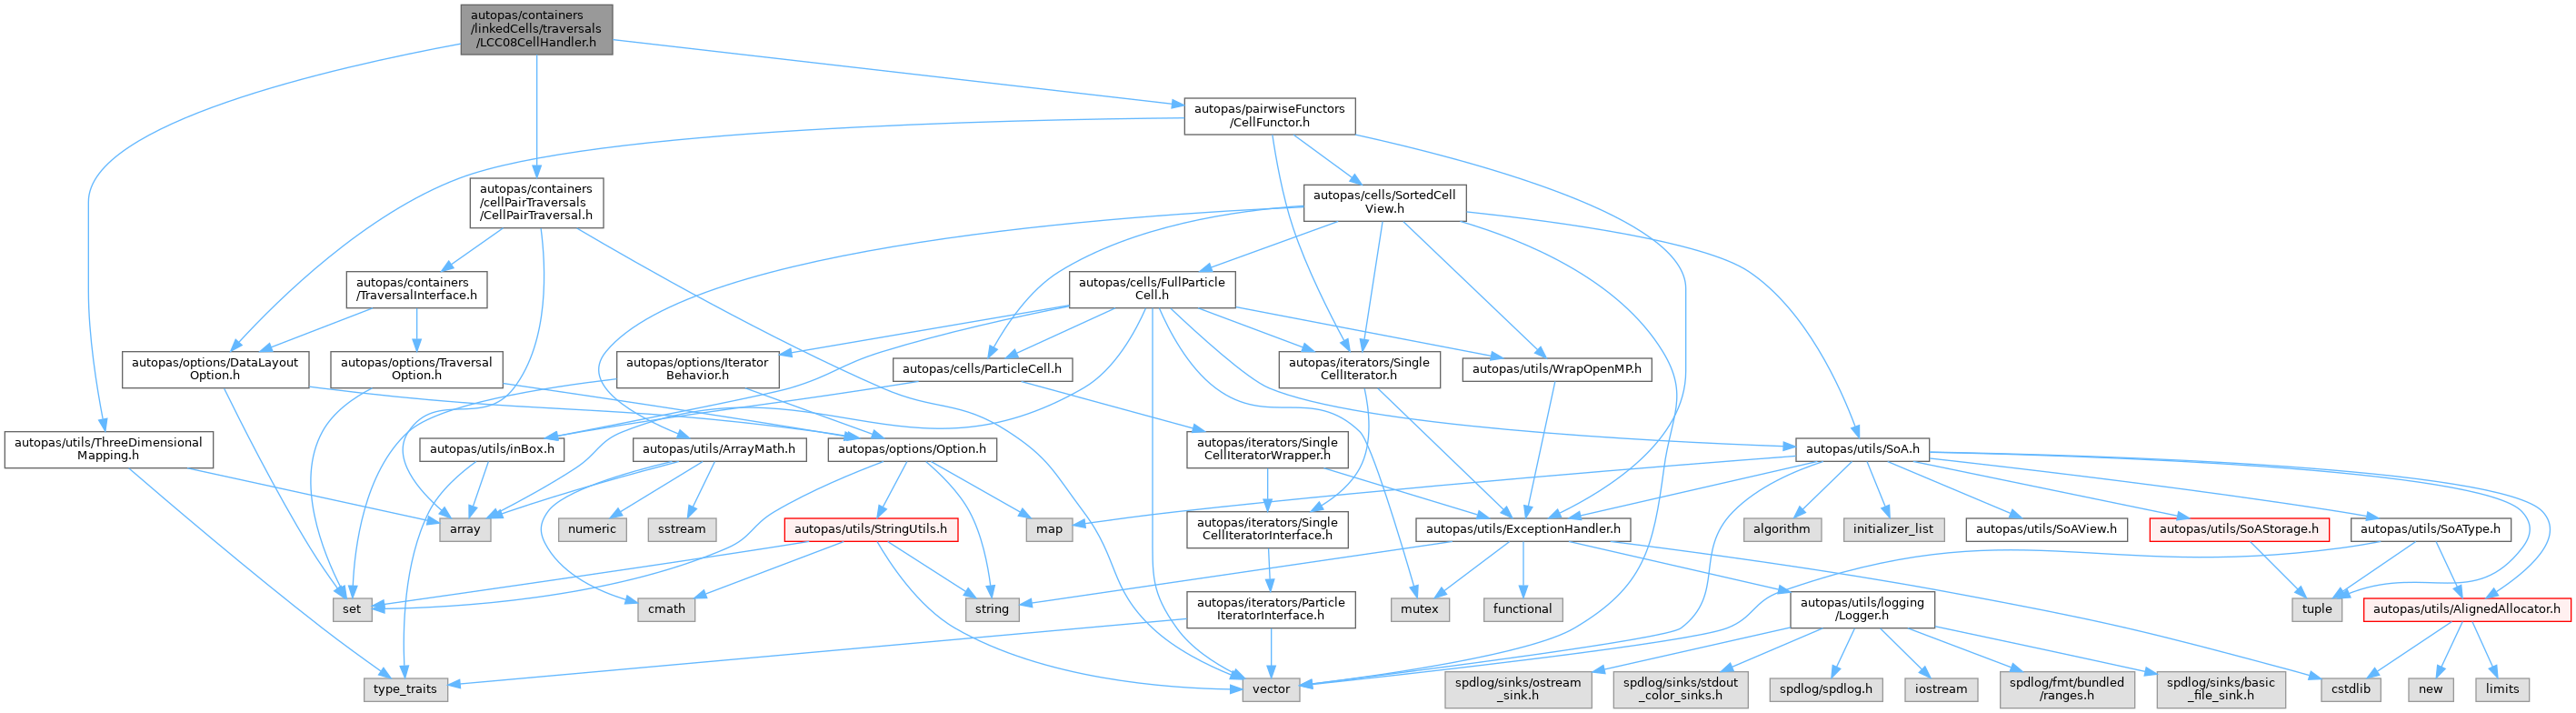 autopas/containers
/linkedCells/traversals
/LCC08CellHandler.h
autopas/pairwiseFunctors
/CellFunctor.h
autopas/containers
/cellPairTraversals
/CellPairTraversal.h
autopas/cells/SortedCell
View.h
autopas/containers
/TraversalInterface.h
autopas/cells/FullParticle
Cell.h
autopas/options/DataLayout
Option.h
autopas/options/Traversal
Option.h
autopas/options/Iterator
Behavior.h
autopas/cells/ParticleCell.h
autopas/iterators/Single
CellIterator.h
autopas/utils/WrapOpenMP.h
autopas/utils/ThreeDimensional
Mapping.h
autopas/utils/inBox.h
autopas/utils/ArrayMath.h
autopas/options/Option.h
autopas/iterators/Single
CellIteratorWrapper.h
autopas/utils/SoA.h
array
numeric
sstream
autopas/utils/StringUtils.h
map
autopas/iterators/Single
CellIteratorInterface.h
autopas/utils/ExceptionHandler.h
algorithm
initializer_list
autopas/utils/SoAView.h
autopas/utils/SoAStorage.h
autopas/utils/SoAType.h
set
cmath
string
autopas/iterators/Particle
IteratorInterface.h
mutex
functional
autopas/utils/logging
/Logger.h
tuple
autopas/utils/AlignedAllocator.h
type_traits
vector
spdlog/sinks/ostream
_sink.h
spdlog/sinks/stdout
_color_sinks.h
spdlog/spdlog.h
iostream
spdlog/fmt/bundled
/ranges.h
spdlog/sinks/basic
_file_sink.h
cstdlib
new
limits